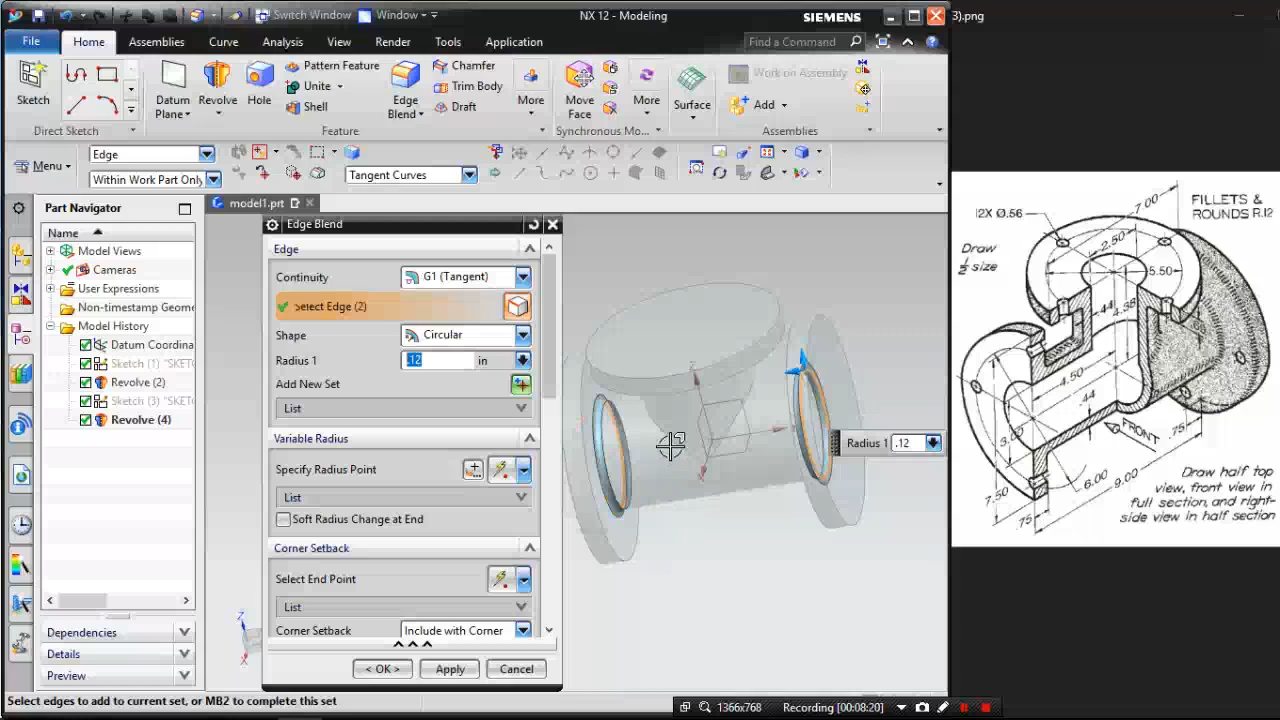 Switch Window Window NX 12 - Modeling SIEMENS 3).png
File Home Assemblies Curve Analysis View Render Tools Application Find a Command
Sketch Datum Plane Revolve Hole Pattern Feature Unite Shell Edge Blend Chamfer Trim Body Draft More Move Face More Surface Work on Assembly Add
Direct Sketch Feature Synchronous Mo... Assemblies
Menu Edge
Within Work Part Only Tangent Curves
Part Navigator model1.prt
Name
Model Views
Cameras
User Expressions
Non-timestamp Geome
Model History
Datum Coordina
Sketch (1) "SKETC
Revolve (2)
Sketch (3) "SKETC
Revolve (4)
Dependencies
Details
Preview
Edge Blend
Edge
Continuity G1 (Tangent)
Select Edge (2)
Shape Circular
Radius 1 .12 in
Add New Set
List
Variable Radius
Specify Radius Point
List
Soft Radius Change at End
Corner Setback
Select End Point
List
Corner Setback Include with Corner
< OK > Apply Cancel
Radius 1 .12
12X Ø.56
7.00
FILLETS & ROUNDS R.12
Draw ½ size
2.50
5.50
.44
4.38
4.50
.44
FRONT
.75
7.50
6.00
9.00
.75
Draw half top view, front view in full section, and right-side view in half section
Select edges to add to current set, or MB2 to complete this set
1366x768 Recording [00:08:20]